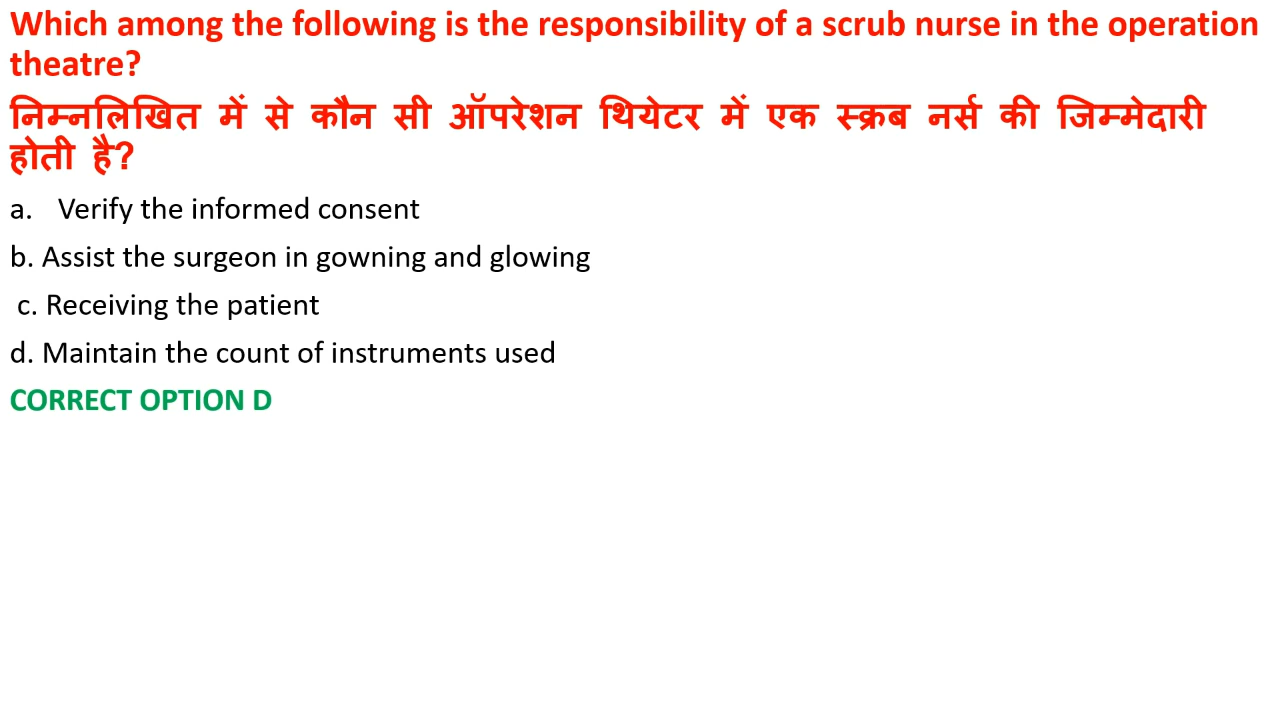 Which among the following is the responsibility of a scrub nurse in the operation
theatre?
निम्नलिखित में से कौन सी ऑपरेशन थियेटर में एक स्क्रब नर्स की जिम्मेदारी
होती है?
a. Verify the informed consent
b. Assist the surgeon in gowning and glowing
c. Receiving the patient
d. Maintain the count of instruments used
CORRECT OPTION D